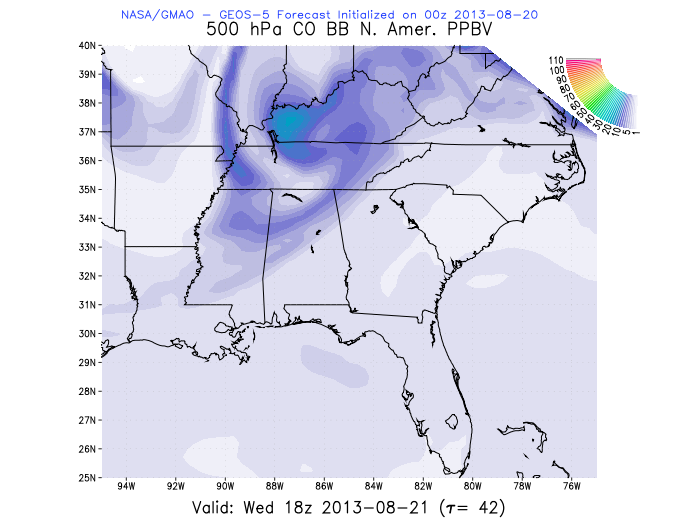 NASA/GMAO - GEOS-5 Forecast Initialized on 00z 2013-08-20
500 hPa CO BB N. Amer. PPBV
110
100
90
80
70
60
50
40
30
20
10
5
1
40N
39N
38N
37N
36N
35N
34N
33N
32N
31N
30N
29N
28N
27N
26N
25N
94W
92W
90W
88W
86W
84W
82W
80W
78W
76W
Valid: Wed 18z 2013-08-21 (τ= 42)